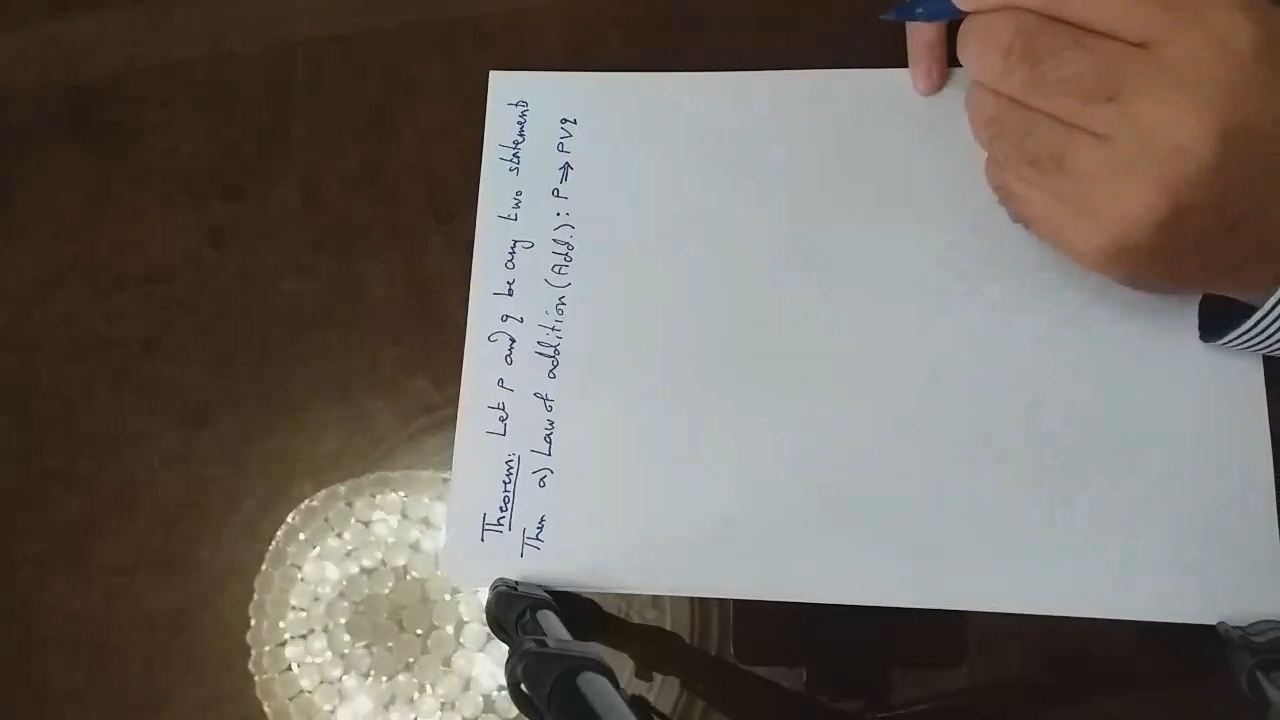 Theorem: Let P and q be any two statements
Then a) Law of addition (Add.): P ⇒ P∨q